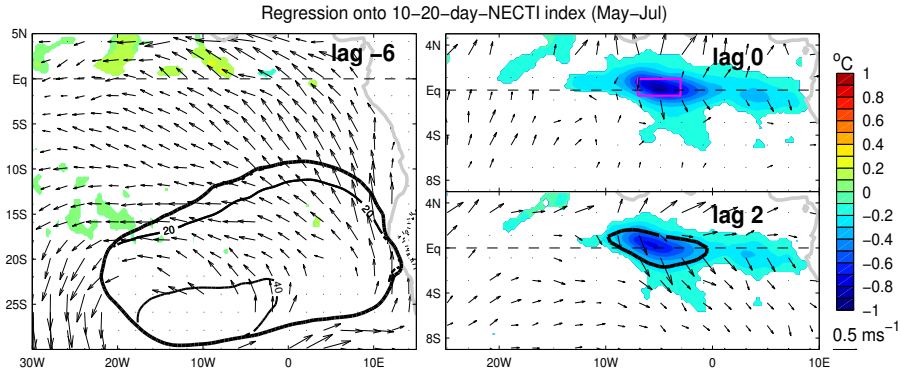 Regression onto 10−20−day−NECTI index (May−Jul)
5N
Eq
5S
10S
15S
20S
25S
30W
20W
10W
0
10E
lag −6
20
20
40
4N
Eq
4S
8S
lag 0
4N
Eq
4S
8S
lag 2
20W
10W
0
10E
°C
1
0.8
0.6
0.4
0.2
0
−0.2
−0.4
−0.6
−0.8
−1
0.5 ms⁻¹